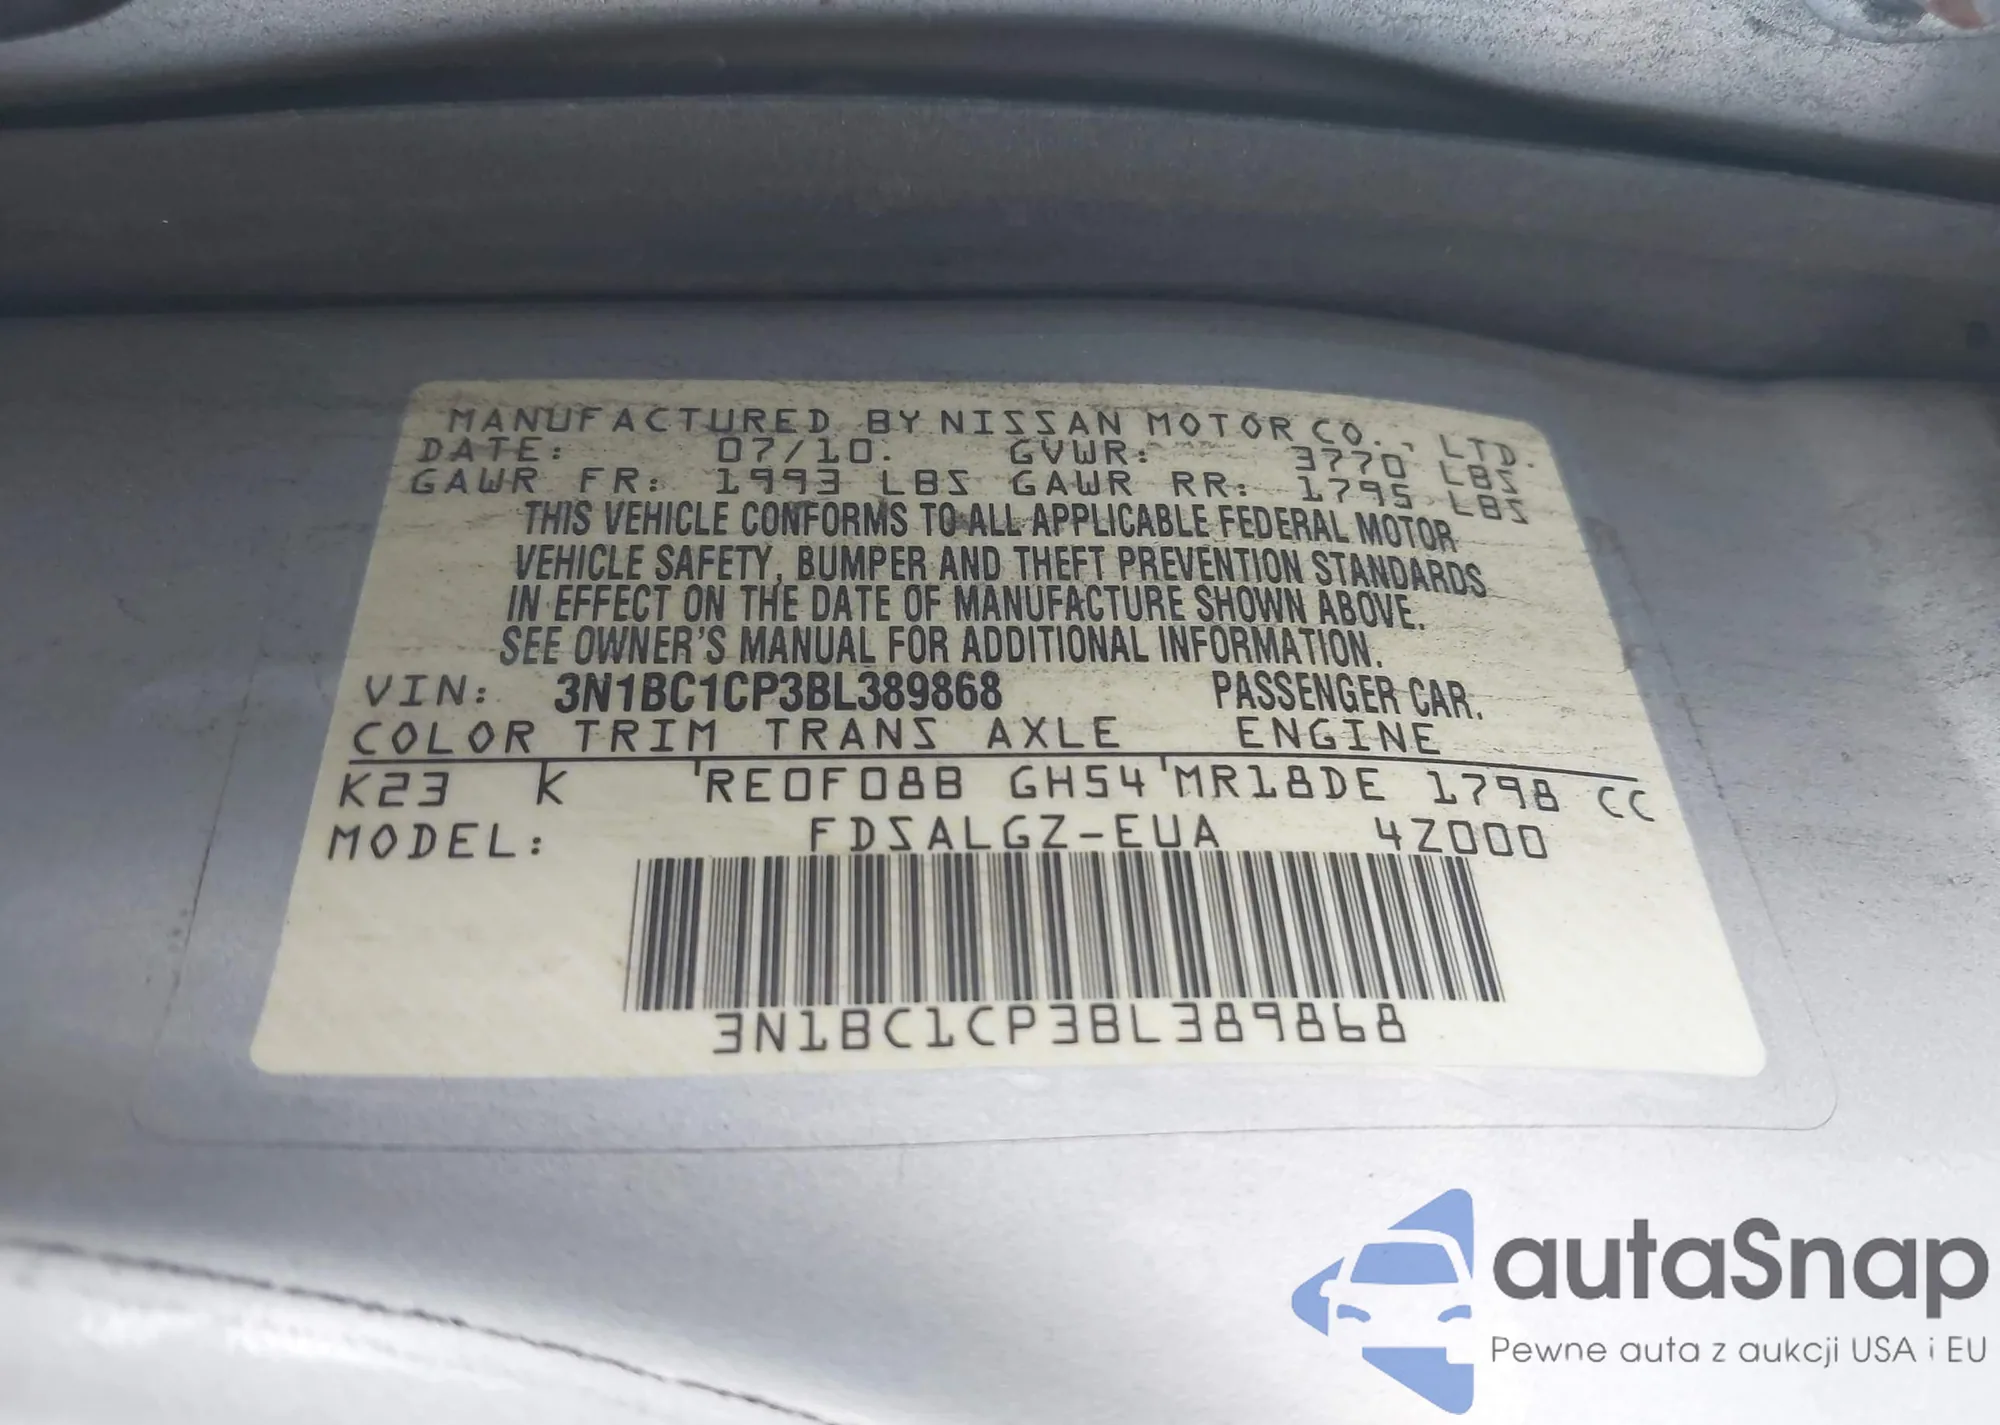 MANUFACTURED BY NISSAN MOTOR CO., LTD.
DATE: 07/10. GVWR: 3770 LBS
GAWR FR: 1993 LBS GAWR RR: 1795 LBS
THIS VEHICLE CONFORMS TO ALL APPLICABLE FEDERAL MOTOR
VEHICLE SAFETY, BUMPER AND THEFT PREVENTION STANDARDS
IN EFFECT ON THE DATE OF MANUFACTURE SHOWN ABOVE.
SEE OWNER'S MANUAL FOR ADDITIONAL INFORMATION.
VIN: 3N1BC1CP3BL389868 PASSENGER CAR.
COLOR TRIM TRANS AXLE ENGINE
K23 K RE0F08B GH54 MR18DE 1798 CC
MODEL: FDSALGZ-EUA 4Z000
3N1BC1CP3BL389868
autaSnap
Pewne auta z aukcji USA i EU